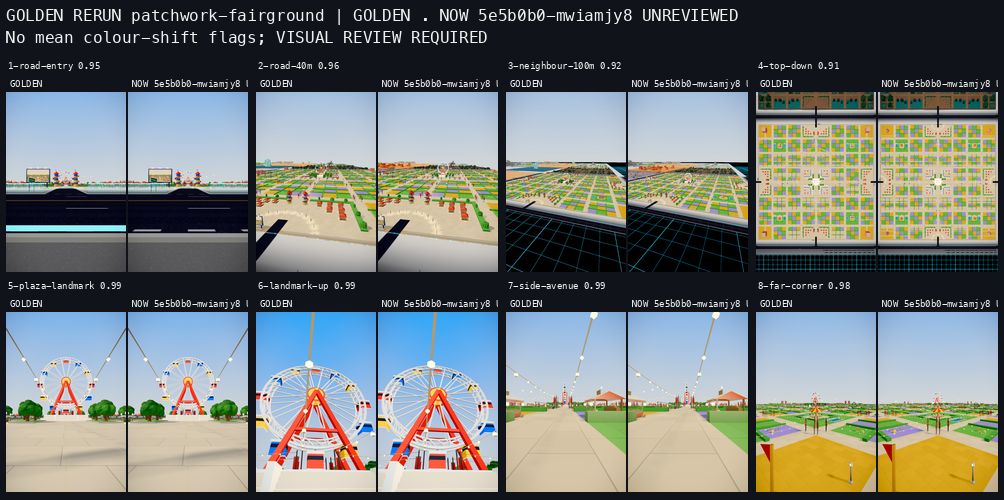 GOLDEN RERUN patchwork-fairground | GOLDEN . NOW 5e5b0b0-mwiamjy8 UNREVIEWED
No mean colour-shift flags; VISUAL REVIEW REQUIRED
1-road-entry 0.95
GOLDEN NOW 5e5b0b0-mwiamjy8
2-road-40m 0.96
GOLDEN NOW 5e5b0b0-mwiamjy8
3-neighbour-100m 0.92
GOLDEN NOW 5e5b0b0-mwiamjy8
4-top-down 0.91
GOLDEN NOW 5e5b0b0-mwiamjy8
5-plaza-landmark 0.99
GOLDEN NOW 5e5b0b0-mwiamjy8
6-landmark-up 0.99
GOLDEN NOW 5e5b0b0-mwiamjy8
7-side-avenue 0.99
GOLDEN NOW 5e5b0b0-mwiamjy8
8-far-corner 0.98
GOLDEN NOW 5e5b0b0-mwiamjy8